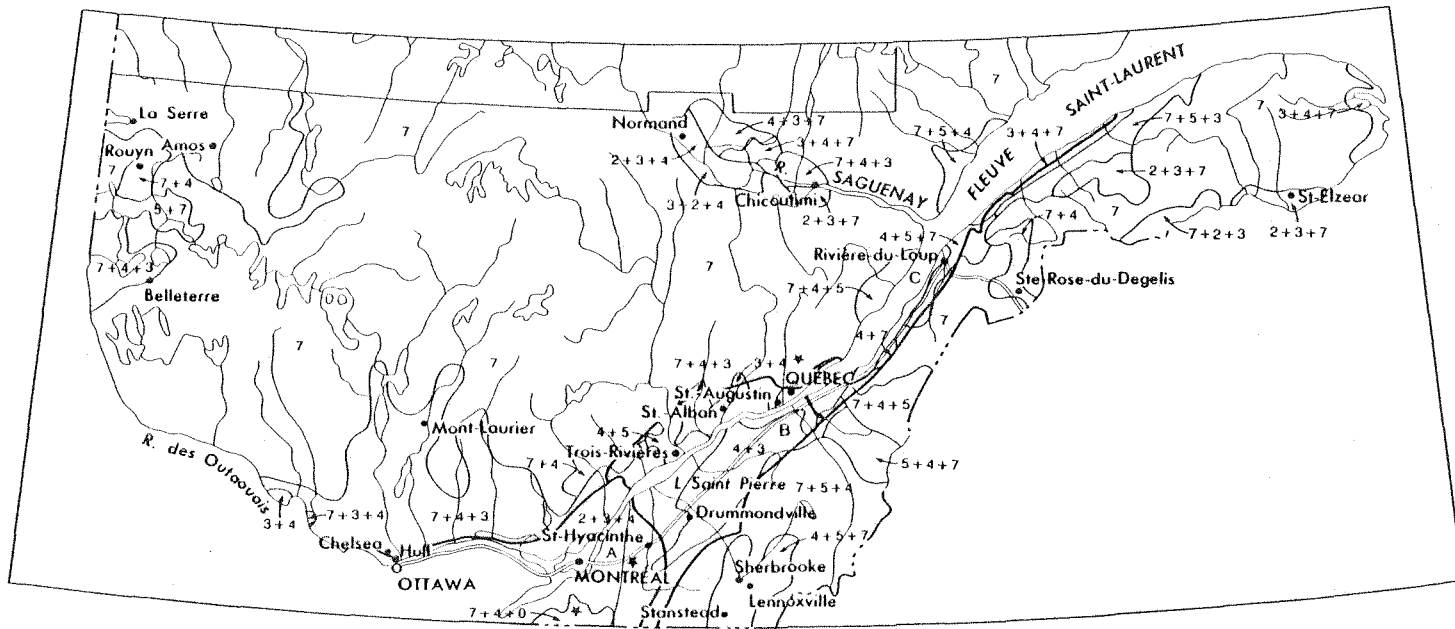 FLEUVE SAINT-LAURENT
7
La Serre
7
Normand
4+3+7
7+5+4
3+4+7
7+5+3
7
3+4+7
Rouyn
Amos
2+3+4
3+4+7
7
7+4
R. SAGUENAY
7+4+3
2+3+7
5+7
3+2+4
Chicoutimi
2+3+7
7+4
7
St-Elzear
7+2+3
2+3+7
4+5+7
Rivière-du-Loup
7+4+3
Belleterre
7
7+4+5
C
Ste-Rose-du-Degelis
7
7
7
4+7
7+4+3
3+4
QUÉBEC
St.-Augustin
St. Alban
7+4+5
B
Mont-Laurier
4+5
Trois-Rivières
4+3
5+4+7
R. des Outaouais
7+4
L. Saint Pierre
7+5+4
3+4
7+3+4
7+4+3
2+3+4
Drummondville
St-Hyacinthe
4+5+7
Chelsea
Hull
A
OTTAWA
MONTRÉAL
Sherbrooke
Lennoxville
7+4+0
Stanstead